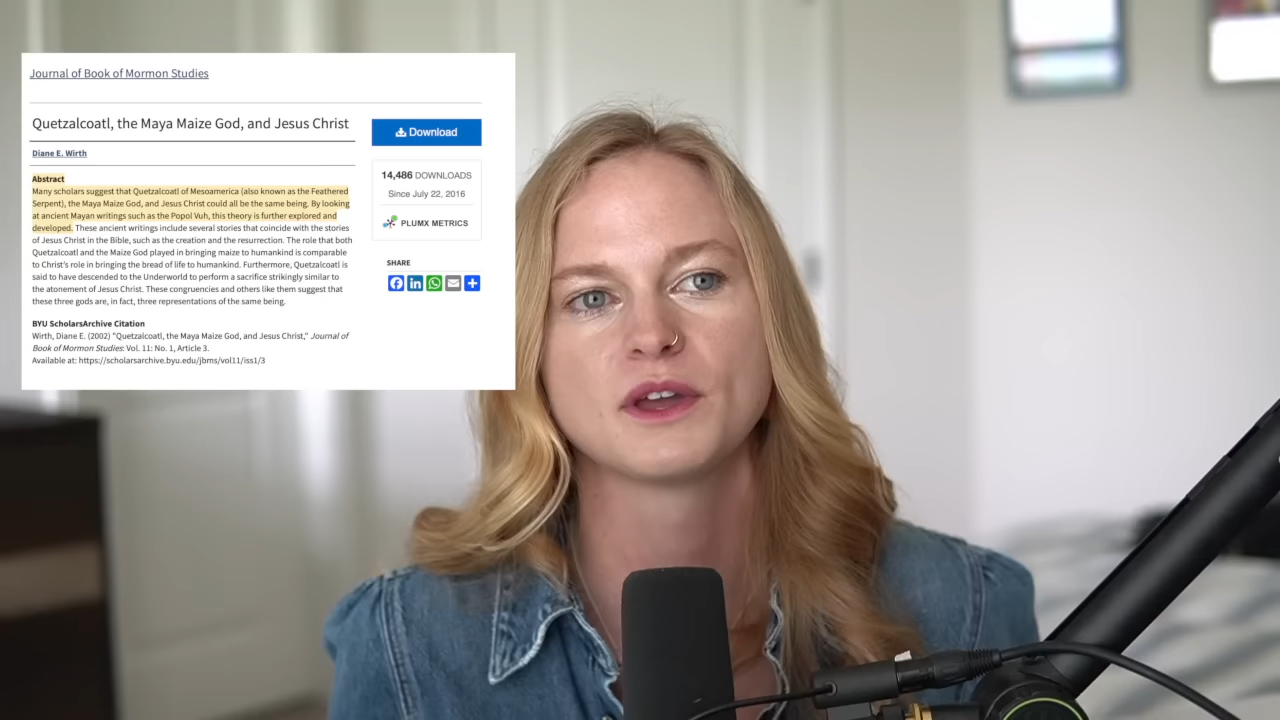 Journal of Book of Mormon Studies
Quetzalcoatl, the Maya Maize God, and Jesus Christ
Diane E. Wirth
Abstract
Many scholars suggest that Quetzalcoatl of Mesoamerica (also known as the Feathered
Serpent), the Maya Maize God, and Jesus Christ could all be the same being. By looking
at ancient Mayan writings such as the Popol Vuh, this theory is further explored and
developed. These ancient writings include several stories that coincide with the stories
of Jesus Christ in the Bible, such as the creation and the resurrection. The role that both
Quetzalcoatl and the Maize God played in bringing maize to humankind is comparable
to Christ's role in bringing the bread of life to humankind. Furthermore, Quetzalcoatl is
said to have descended to the Underworld to perform a sacrifice strikingly similar to
the atonement of Jesus Christ. These congruencies and others like them suggest that
these three gods are, in fact, three representations of the same being.
BYU ScholarsArchive Citation
Wirth, Diane E. (2002) "Quetzalcoatl, the Maya Maize God, and Jesus Christ," Journal of
Book of Mormon Studies: Vol. 11: No. 1, Article 3.
Available at: https://scholarsarchive.byu.edu/jbms/vol11/iss1/3
Download
14,486 DOWNLOADS
Since July 22, 2016
PLUMX METRICS
SHARE